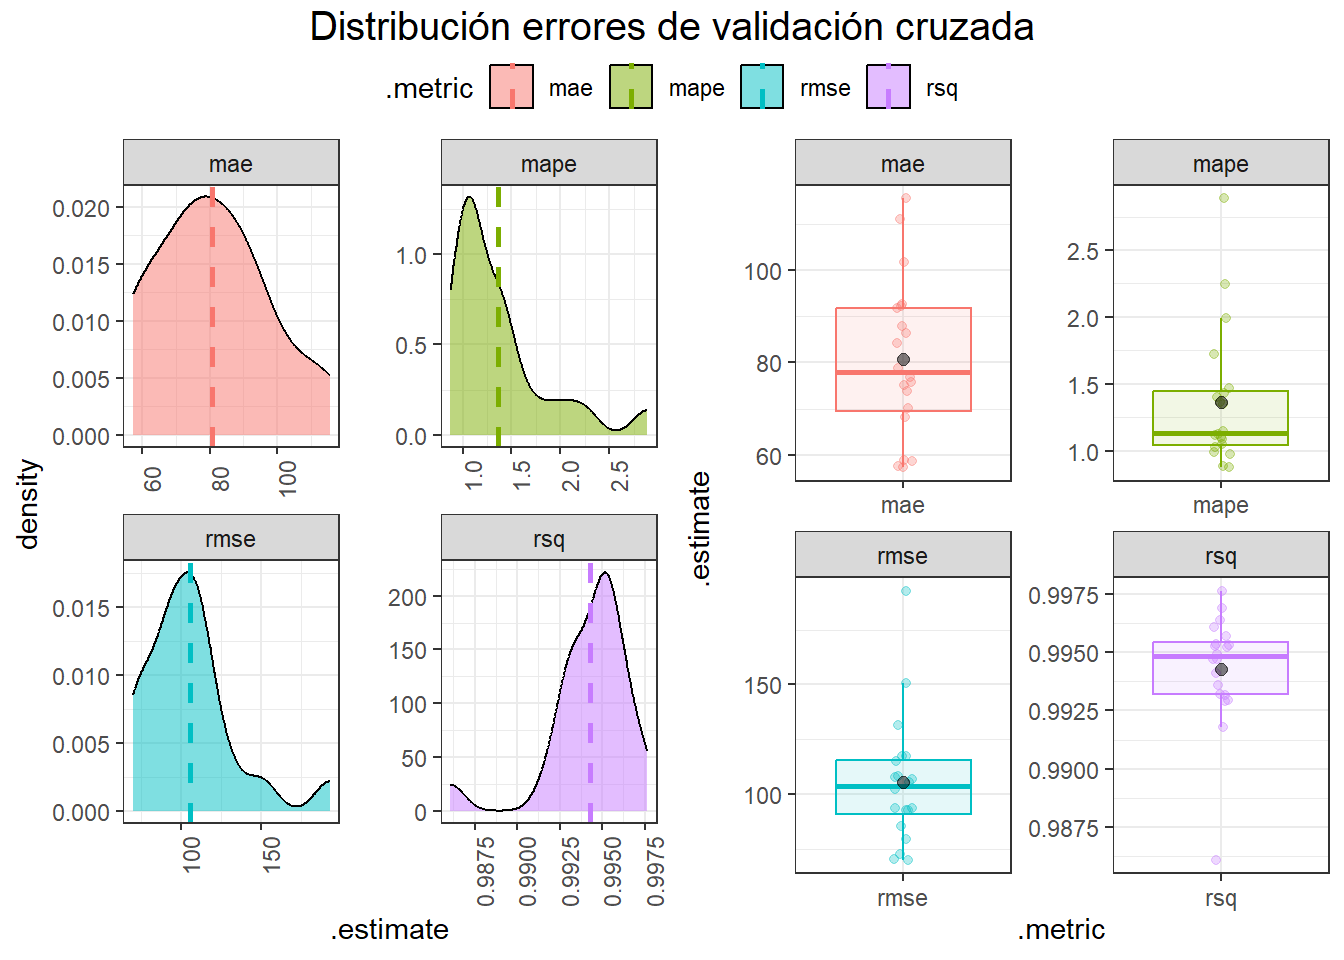 Distribución errores de validación cruzada
.metric mae mape rmse rsq
mae
0.020
0.015
0.010
0.005
0.000
60 80 100
mape
1.0
0.5
0.0
1.0 1.5 2.0 2.5
rmse
0.015
0.010
0.005
0.000
100 150
rsq
200
150
100
50
0
0.9875 0.9900 0.9925 0.9950 0.9975
density
.estimate
mae
100
80
60
mae
mape
2.5
2.0
1.5
1.0
mape
rmse
150
100
rmse
rsq
0.9975
0.9950
0.9925
0.9900
0.9875
rsq
.estimate
.metric